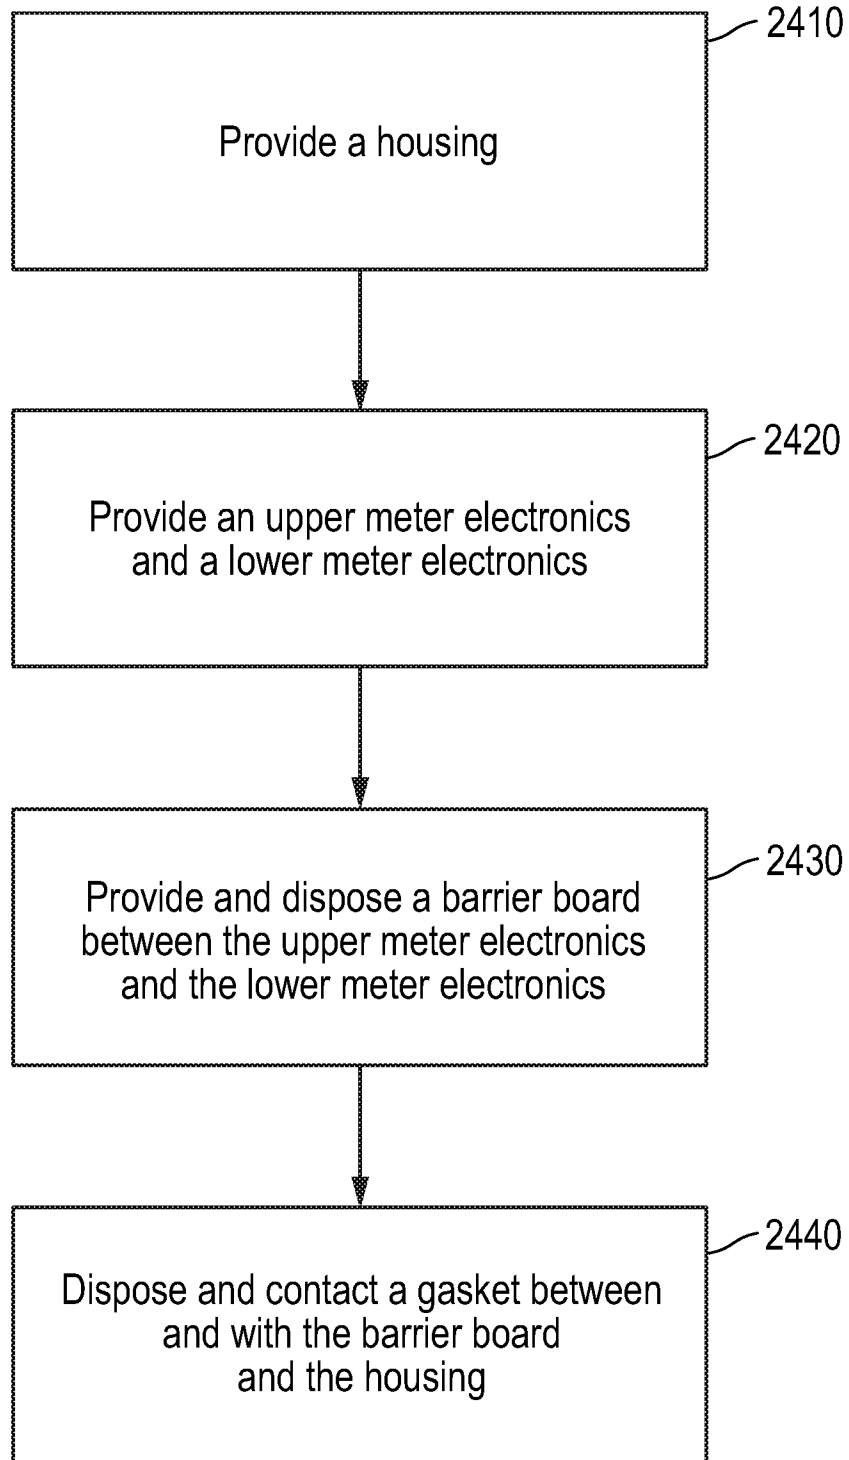 2410
Provide a housing
2420
Provide an upper meter electronics
and a lower meter electronics
2430
Provide and dispose a barrier board
between the upper meter electronics
and the lower meter electronics
2440
Dispose and contact a gasket between
and with the barrier board
and the housing